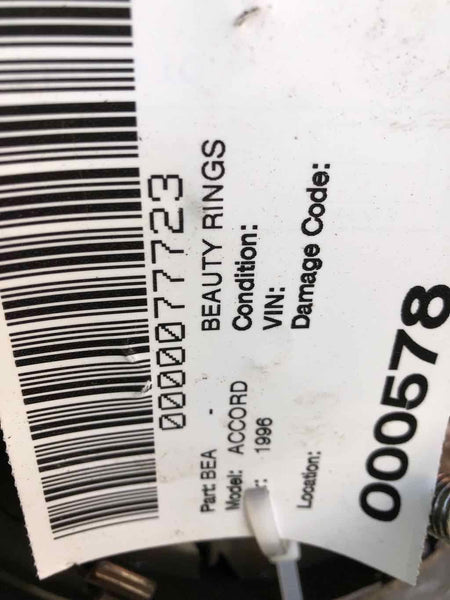 0000077723
Part: BEA - BEAUTY RINGS
Model: ACCORD Condition:
: 1996 VIN:
Damage Code:
Location:
000578